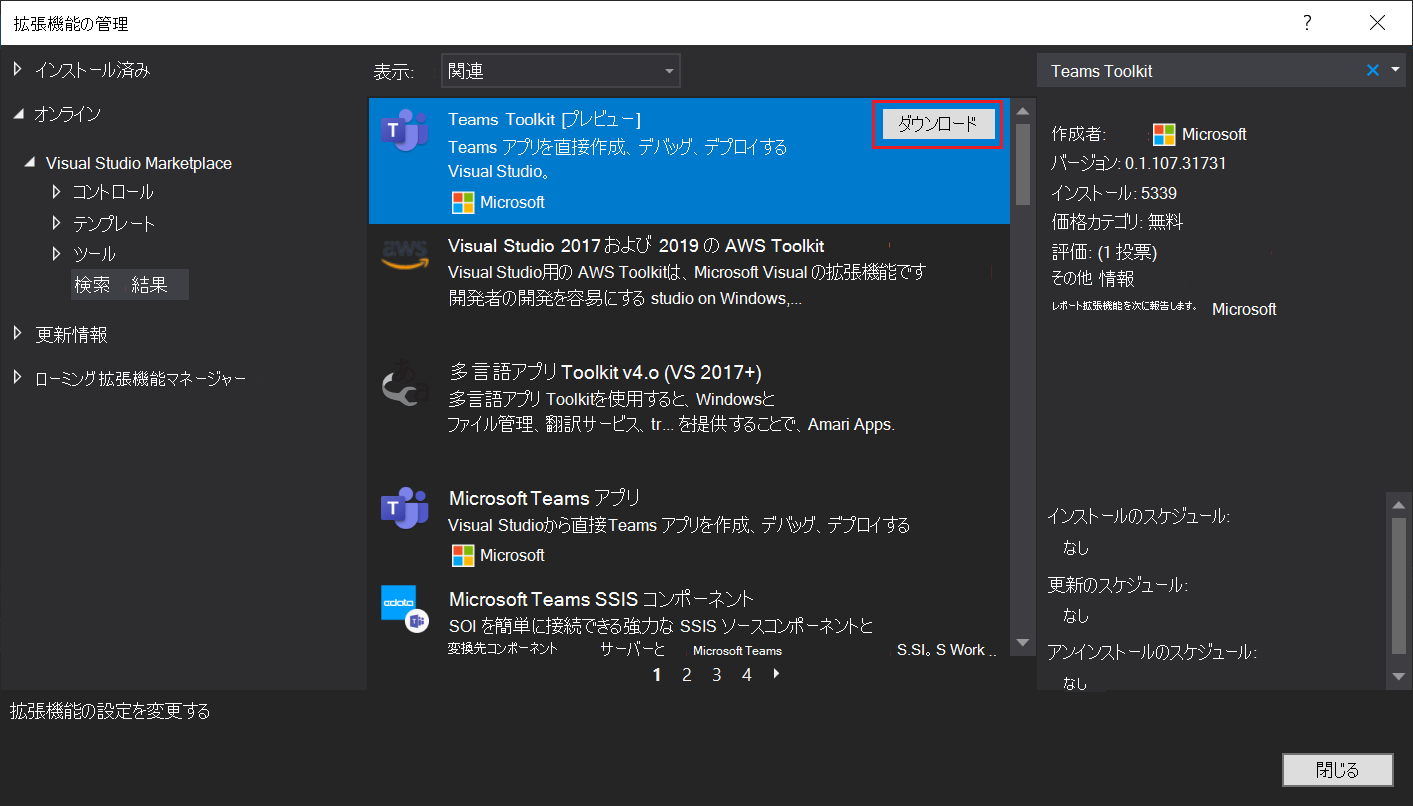 拡張機能の管理
?
インストール済み
オンライン
Visual Studio Marketplace
コントロール
テンプレート
ツール
検索 結果
更新情報
ローミング拡張機能マネージャー
表示: 関連
Teams Toolkit [プレビュー]
ダウンロード
Teams アプリを直接作成、デバッグ、デプロイする
Visual Studio。
Microsoft
Visual Studio 2017および 2019 の AWS Toolkit
Visual Studio用の AWS Toolkitは、Microsoft Visual の拡張機能です
開発者の開発を容易にする studio on Windows,...
aws
多言語アプリ Toolkit v4.o (VS 2017+)
多言語アプリ Toolkitを使用すると、Windowsと
ファイル管理、翻訳サービス、tr... を提供することで、Amari Apps.
Microsoft Teams アプリ
Visual Studioから直接Teams アプリを作成、デバッグ、デプロイする
Microsoft
cdata
Microsoft Teams SSIS コンポーネント
SOI を簡単に接続できる強力な SSIS ソースコンポーネントと
変換先コンポーネント サーバーと Microsoft Teams S.SI。S Work ..
1 2 3 4
Teams Toolkit
作成者: Microsoft
バージョン: 0.1.107.31731
インストール: 5339
価格カテゴリ: 無料
評価: (1 投票)
その他 情報
レポート拡張機能を次に報告します。 Microsoft
インストールのスケジュール:
なし
更新のスケジュール:
なし
アンインストールのスケジュール:
なし
拡張機能の設定を変更する
閉じる